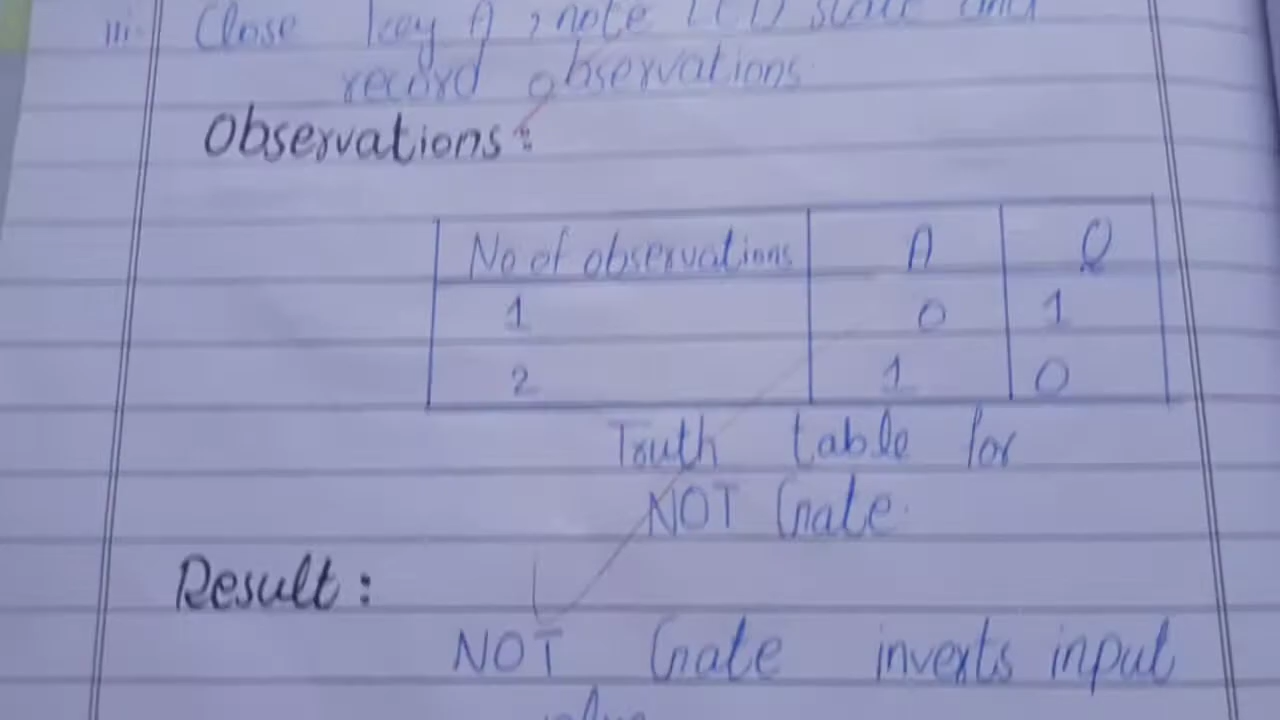 iii. Close key A, note LED state and
record observations.
Observations:
No of observations A Q
1 0 1
2 1 0
Truth table for
NOT Gate.
Result:
NOT Gate inverts input